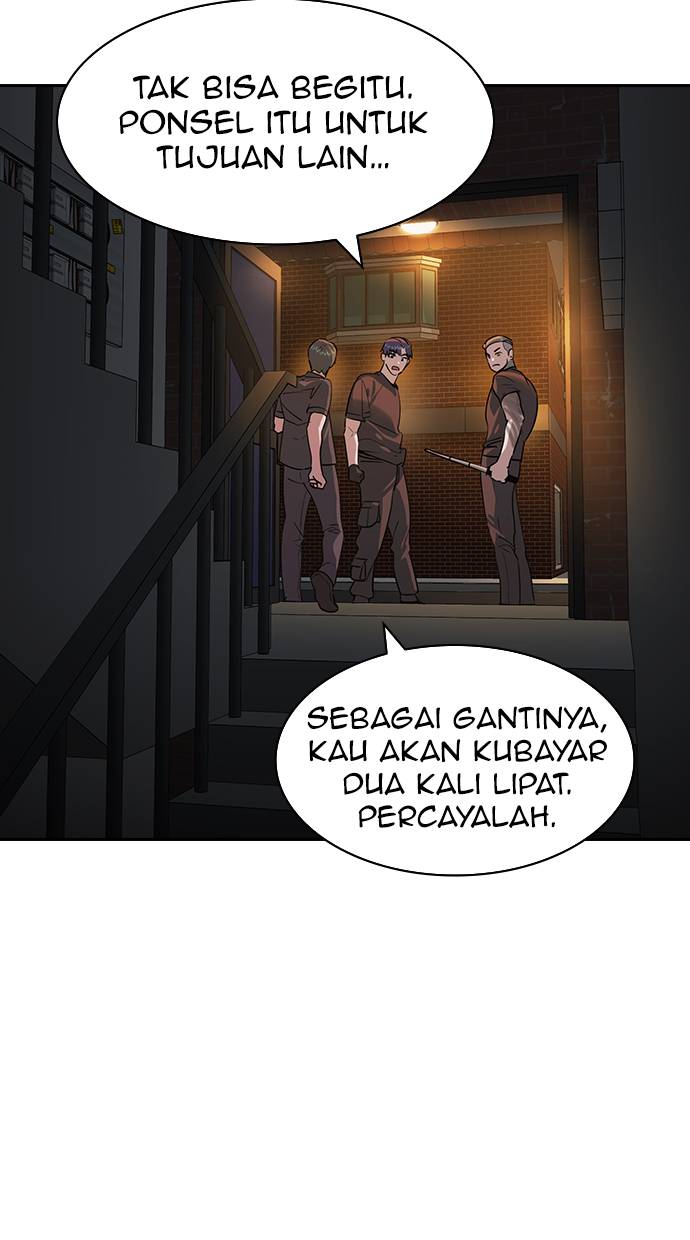 TAK BISA BEGITU.
PONSEL ITU UNTUK
TUJUAN LAIN...
SEBAGAI GANTINYA,
KAU AKAN KUBAYAR
DUA KALI LIPAT.
PERCAYALAH.